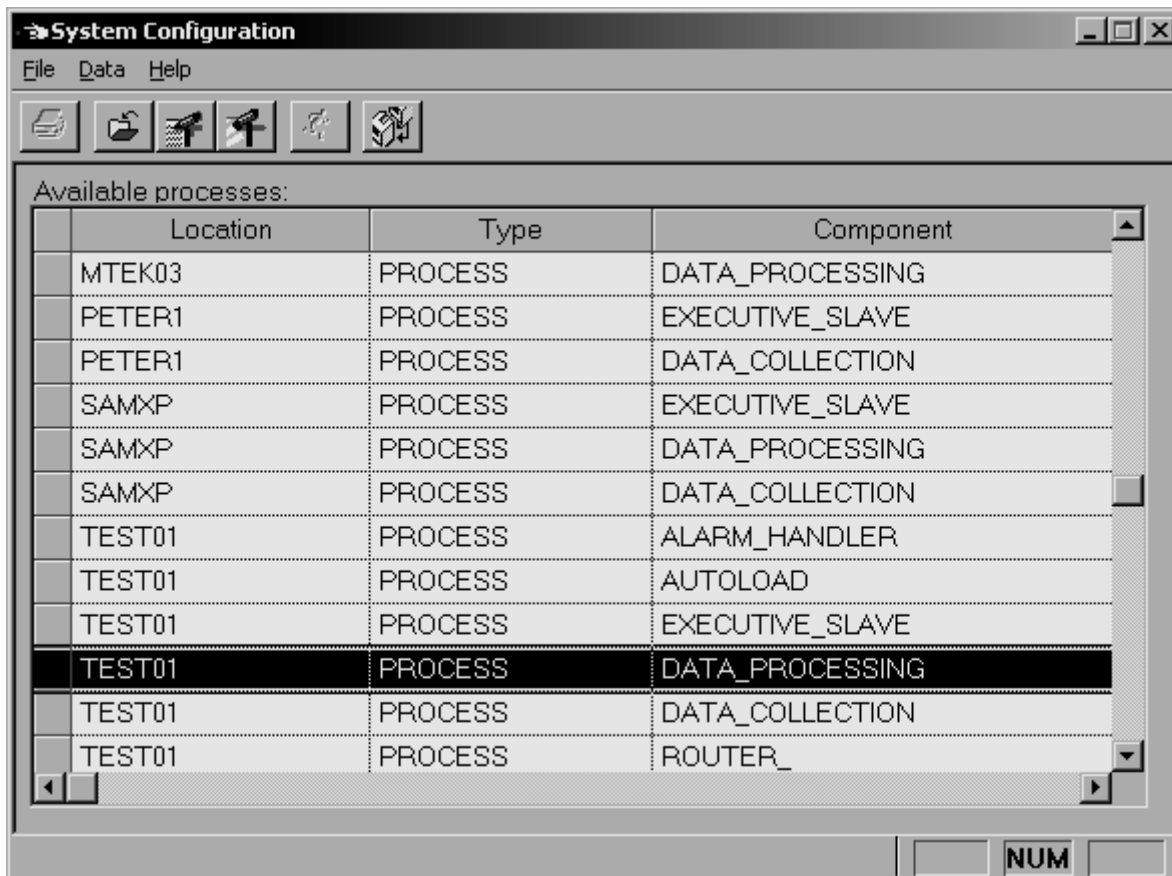 System Configuration
File Data Help
Available processes:
Location Type Component
MTEK03 PROCESS DATA_PROCESSING
PETER1 PROCESS EXECUTIVE_SLAVE
PETER1 PROCESS DATA_COLLECTION
SAMXP PROCESS EXECUTIVE_SLAVE
SAMXP PROCESS DATA_PROCESSING
SAMXP PROCESS DATA_COLLECTION
TEST01 PROCESS ALARM_HANDLER
TEST01 PROCESS AUTOLOAD
TEST01 PROCESS EXECUTIVE_SLAVE
TEST01 PROCESS DATA_PROCESSING
TEST01 PROCESS DATA_COLLECTION
TEST01 PROCESS ROUTER_
NUM